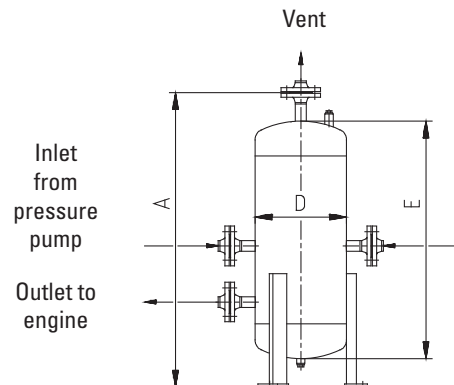 Vent
Inlet
from
pressure
pump
Outlet to
engine
A
D
E